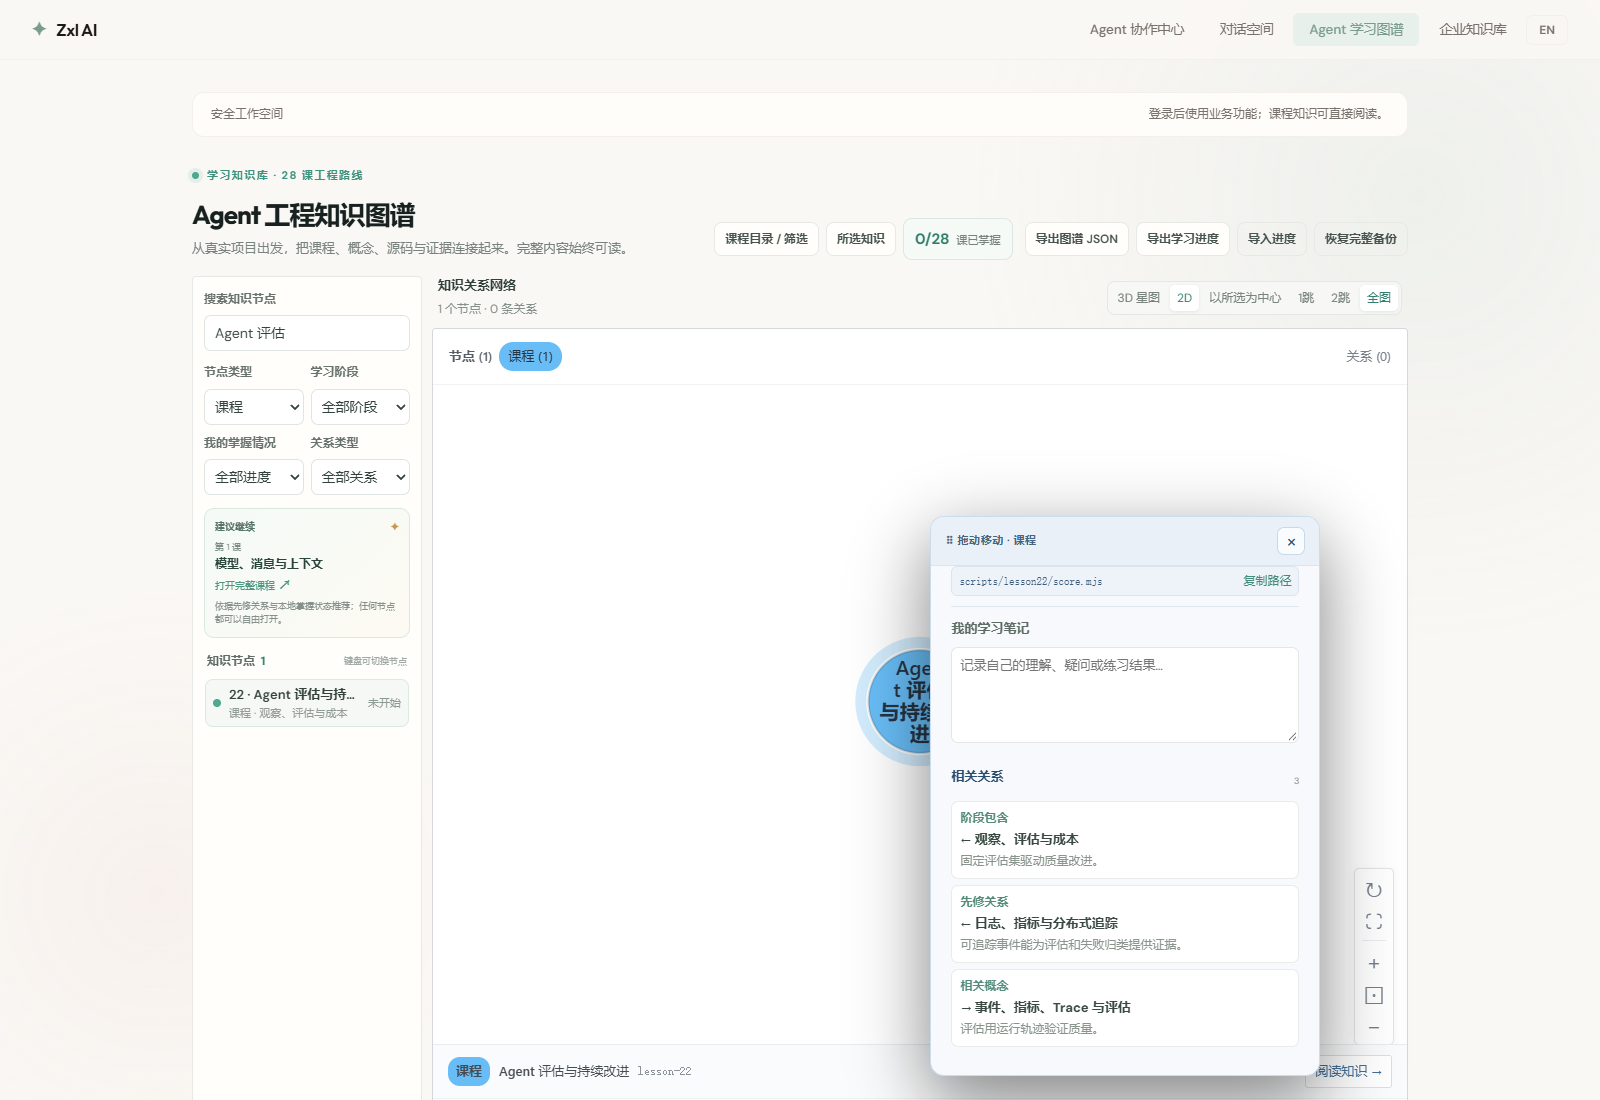 Zxl AI
Agent 协作中心
对话空间
Agent 学习图谱
企业知识库
EN
安全工作空间
登录后使用业务功能；课程知识可直接阅读。
学习知识库 · 28 课工程路线
Agent 工程知识图谱
从真实项目出发，把课程、概念、源码与证据连接起来。完整内容始终可读。
课程目录 / 筛选
所选知识
0/28 课已掌握
导出图谱 JSON
导出学习进度
导入进度
恢复完整备份
搜索知识节点
Agent 评估
节点类型
学习阶段
课程
全部阶段
我的掌握情况
关系类型
全部进度
全部关系
建议继续
第 1 课
模型、消息与上下文
打开完整课程 ↗
依据先修关系与本地掌握状态推荐；任何节点
都可以自由打开。
知识节点 1
键盘可切换节点
22 · Agent 评估与持...
课程 · 观察、评估与成本
未开始
知识关系网络
1 个节点 · 0 条关系
3D 星图
2D
以所选为中心
1跳
2跳
全图
节点 (1)
课程 (1)
关系 (0)
Age
t 评
与持
进
拖动移动 · 课程
×
scripts/lesson22/score.mjs
复制路径
我的学习笔记
记录自己的理解、疑问或练习结果...
相关关系
3
阶段包含
← 观察、评估与成本
固定评估集驱动质量改进。
先修关系
← 日志、指标与分布式追踪
可追踪事件能为评估和失败归类提供证据。
相关概念
→ 事件、指标、Trace 与评估
评估用运行轨迹验证质量。
课程
Agent 评估与持续改进
lesson-22
阅读知识 →